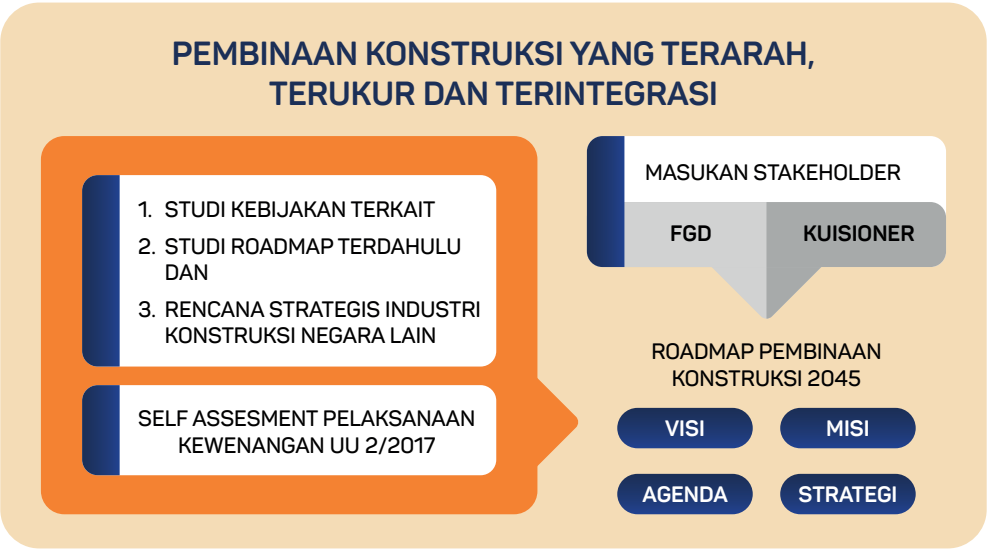 PEMBINAAN KONSTRUKSI YANG TERARAH,
TERUKUR DAN TERINTEGRASI
1. STUDI KEBIJAKAN TERKAIT
2. STUDI ROADMAP TERDAHULU
DAN
3. RENCANA STRATEGIS INDUSTRI
KONSTRUKSI NEGARA LAIN
SELF ASSESMENT PELAKSANAAN
KEWENANGAN UU 2/2017
MASUKAN STAKEHOLDER
FGD
KUISIONER
ROADMAP PEMBINAAN
KONSTRUKSI 2045
VISI
MISI
AGENDA
STRATEGI